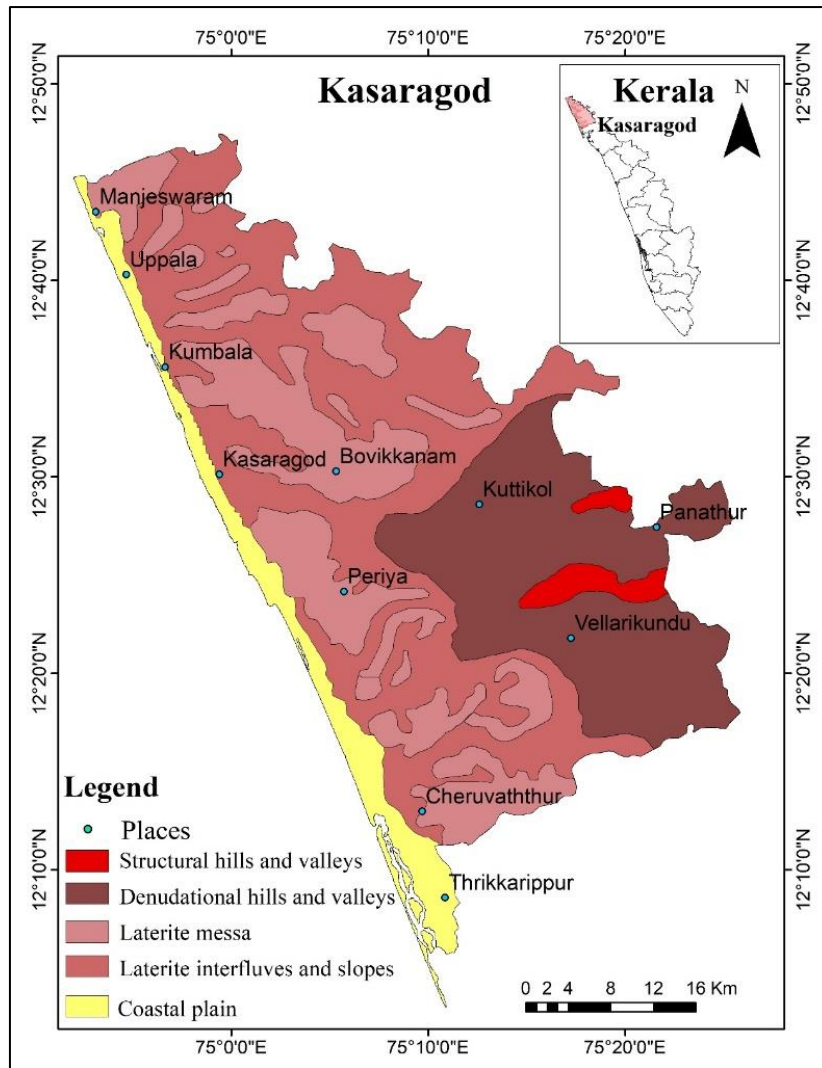 75°0'0"E 75°10'0"E 75°20'0"E
12°50'0"N 12°50'0"N
Kasaragod
Kerala
N
Kasaragod
Manjeswaram
12°40'0"N Uppala 12°40'0"N
Kumbala
12°30'0"N Kasaragod Bovikkanam 12°30'0"N
Kuttikol
Panathur
Periya
Vellarikundu
12°20'0"N 12°20'0"N
Legend
Cheruvaththur
Places
Structural hills and valleys
12°10'0"N 12°10'0"N
Thrikkarippur
Denudational hills and valleys
Laterite messa
Laterite interfluves and slopes
Coastal plain
0 2 4 8 12 16 Km
75°0'0"E 75°10'0"E 75°20'0"E